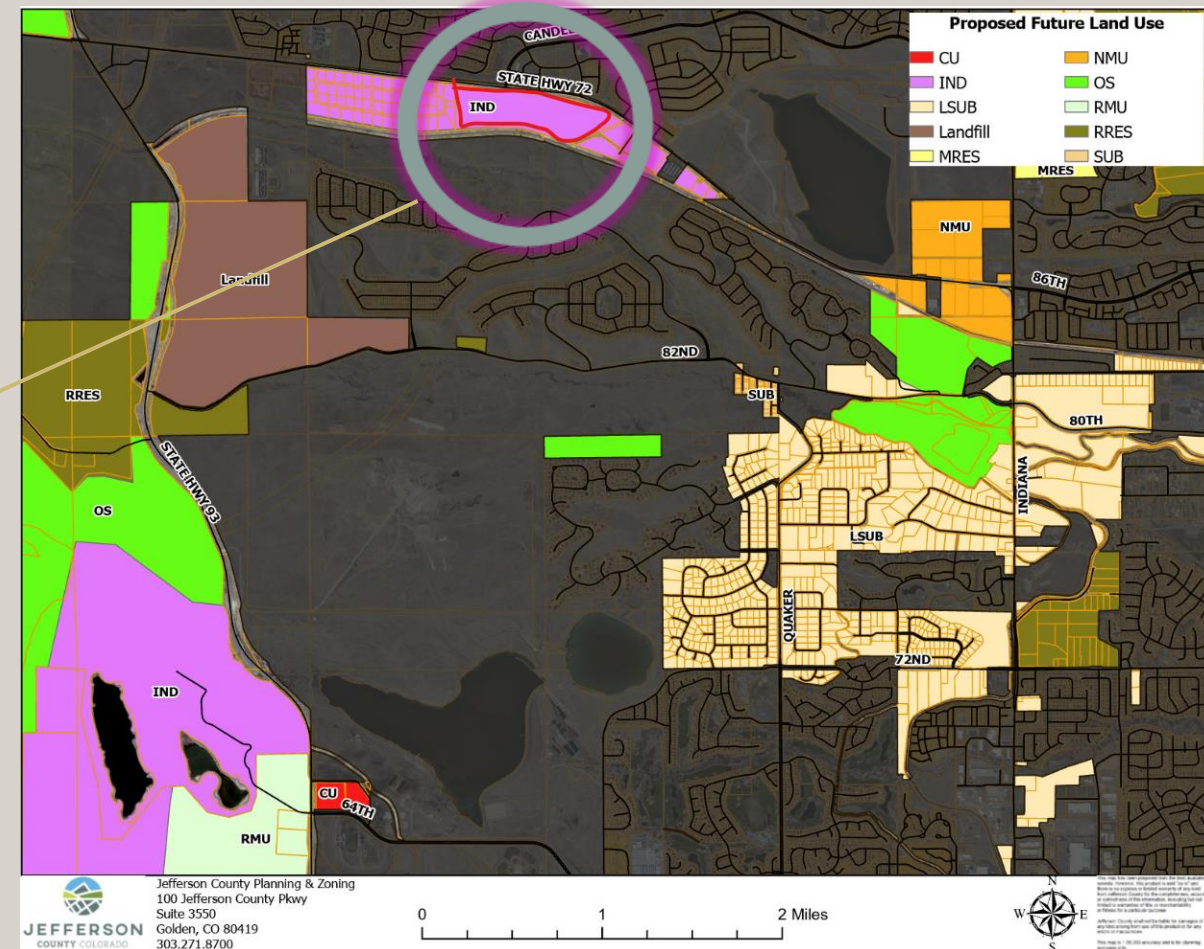 Proposed Future Land Use
CU
IND
LSUB
Landfill
MRES
NMU
OS
RMU
RRES
SUB
STATE HWY 72
IND
MRES
NMU
86TH
Landfill
82ND
RRES
SUB
80TH
STATE HWY 93
INDIANA
OS
LSUB
QUAKER
72ND
IND
CU
64TH
RMU
JEFFERSON
COUNTY COLORADO
Jefferson County Planning & Zoning
100 Jefferson County Pkwy
Suite 3550
Golden, CO 80419
303.271.8700
0 1 2 Miles
N
W E
S